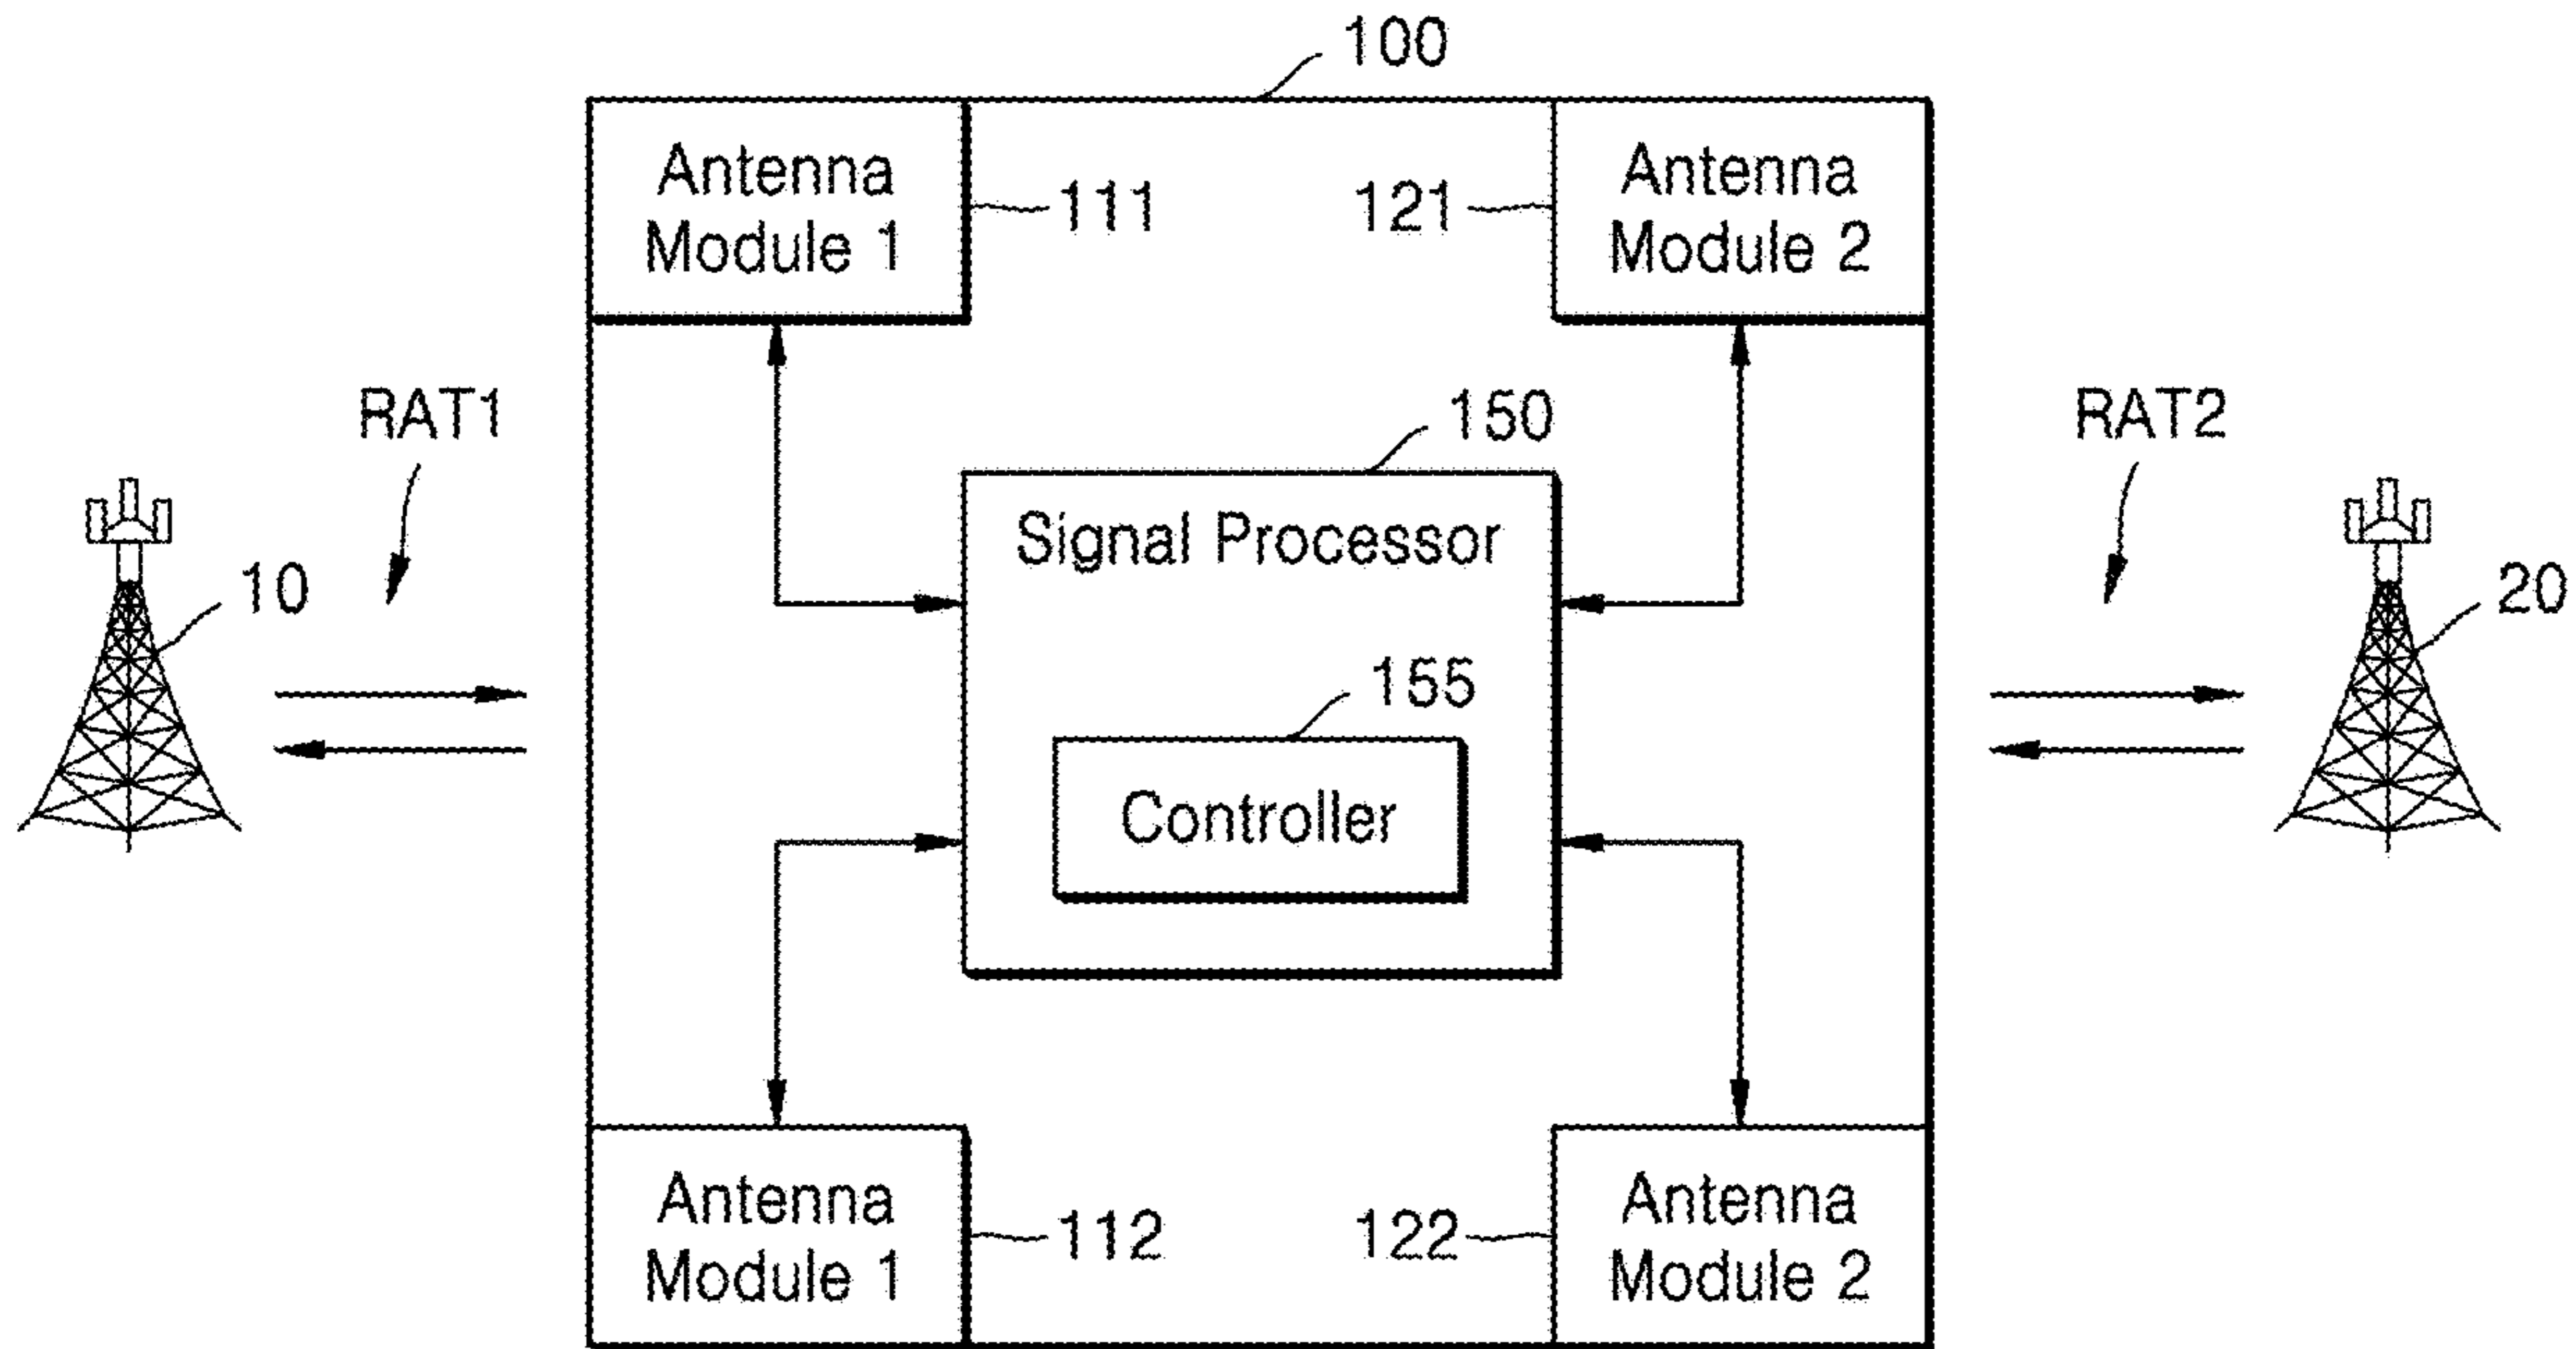 100
Antenna
Module 1
111
121
Antenna
Module 2
RAT1
150
RAT2
Signal Processor
10
20
155
Controller
Antenna
Module 1
112
122
Antenna
Module 2